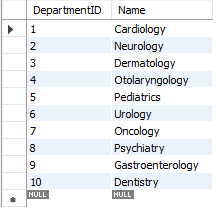 DepartmentID Name
1 Cardiology
2 Neurology
3 Dermatology
4 Otolaryngology
5 Pediatrics
6 Urology
7 Oncology
8 Psychiatry
9 Gastroenterology
10 Dentistry
NULL NULL